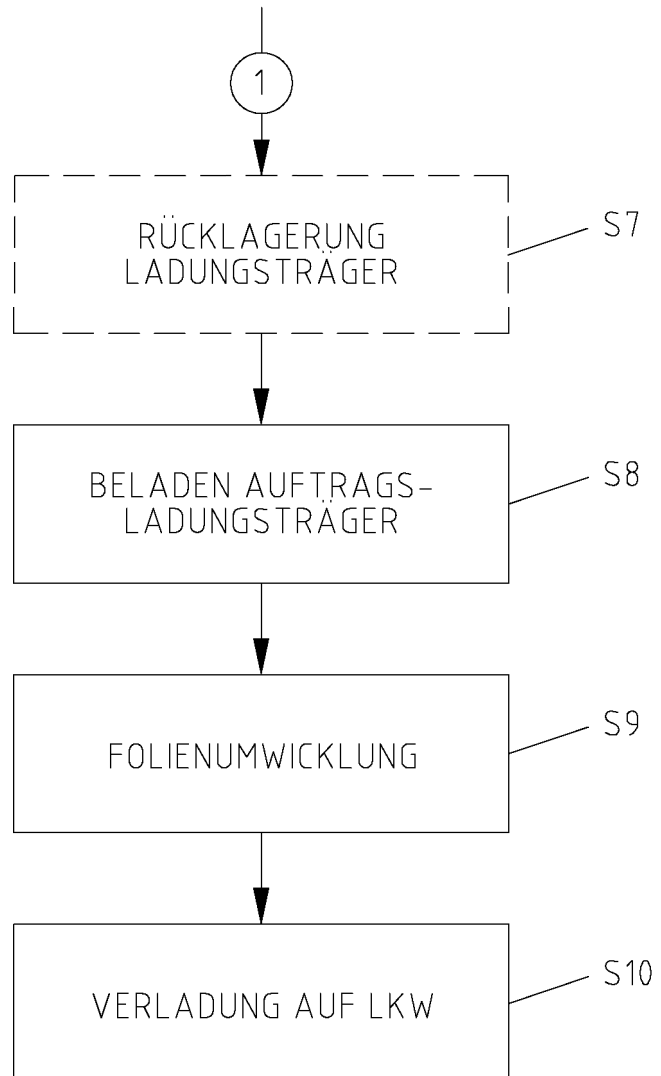 1
RÜCKLAGERUNG
LADUNGSTRÄGER
S7
BELADEN AUFTRAGS-
LADUNGSTRÄGER
S8
FOLIENUMWICKLUNG
S9
VERLADUNG AUF LKW
S10